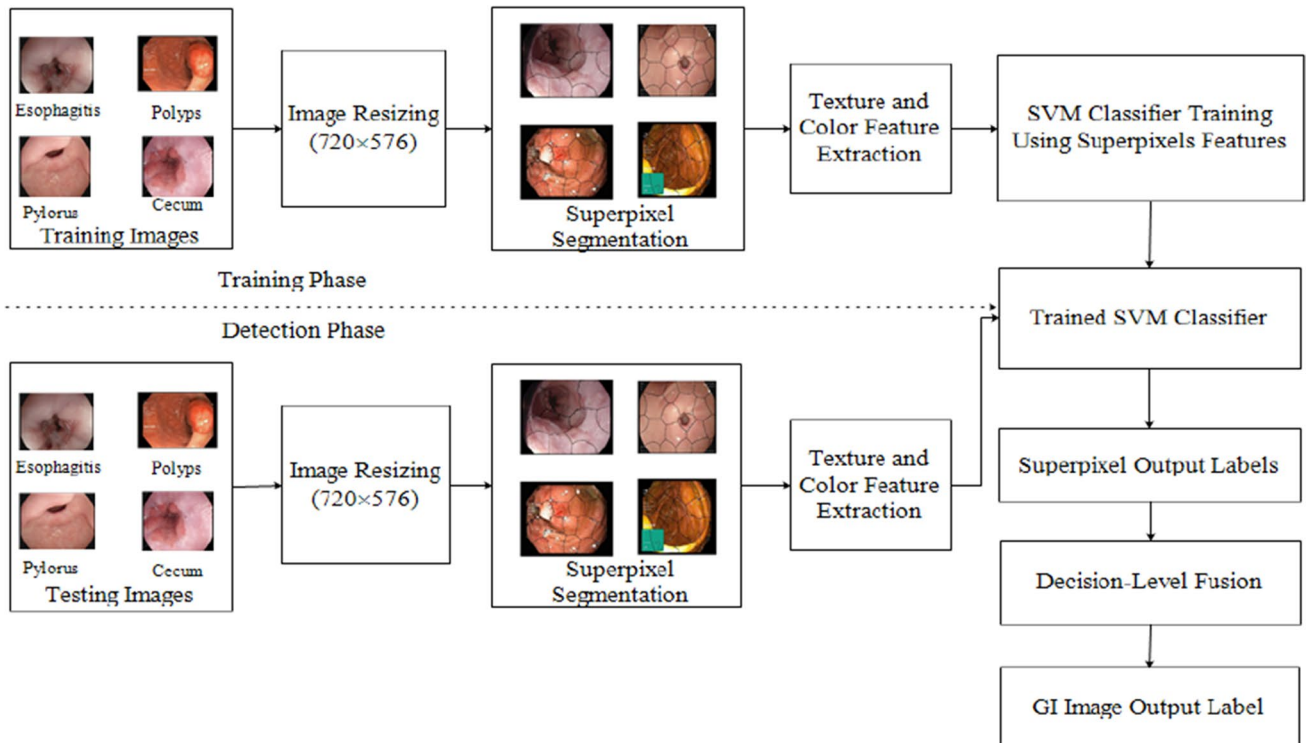 Esophagitis
Polyps
Pylorus
Cecum
Training Images
Image Resizing
(720×576)
Superpixel
Segmentation
Texture and
Color Feature
Extraction
SVM Classifier Training
Using Superpixels Features
Training Phase
Detection Phase
Trained SVM Classifier
Esophagitis
Polyps
Pylorus
Cecum
Testing Images
Image Resizing
(720×576)
Superpixel
Segmentation
Texture and
Color Feature
Extraction
Superpixel Output Labels
Decision-Level Fusion
GI Image Output Label